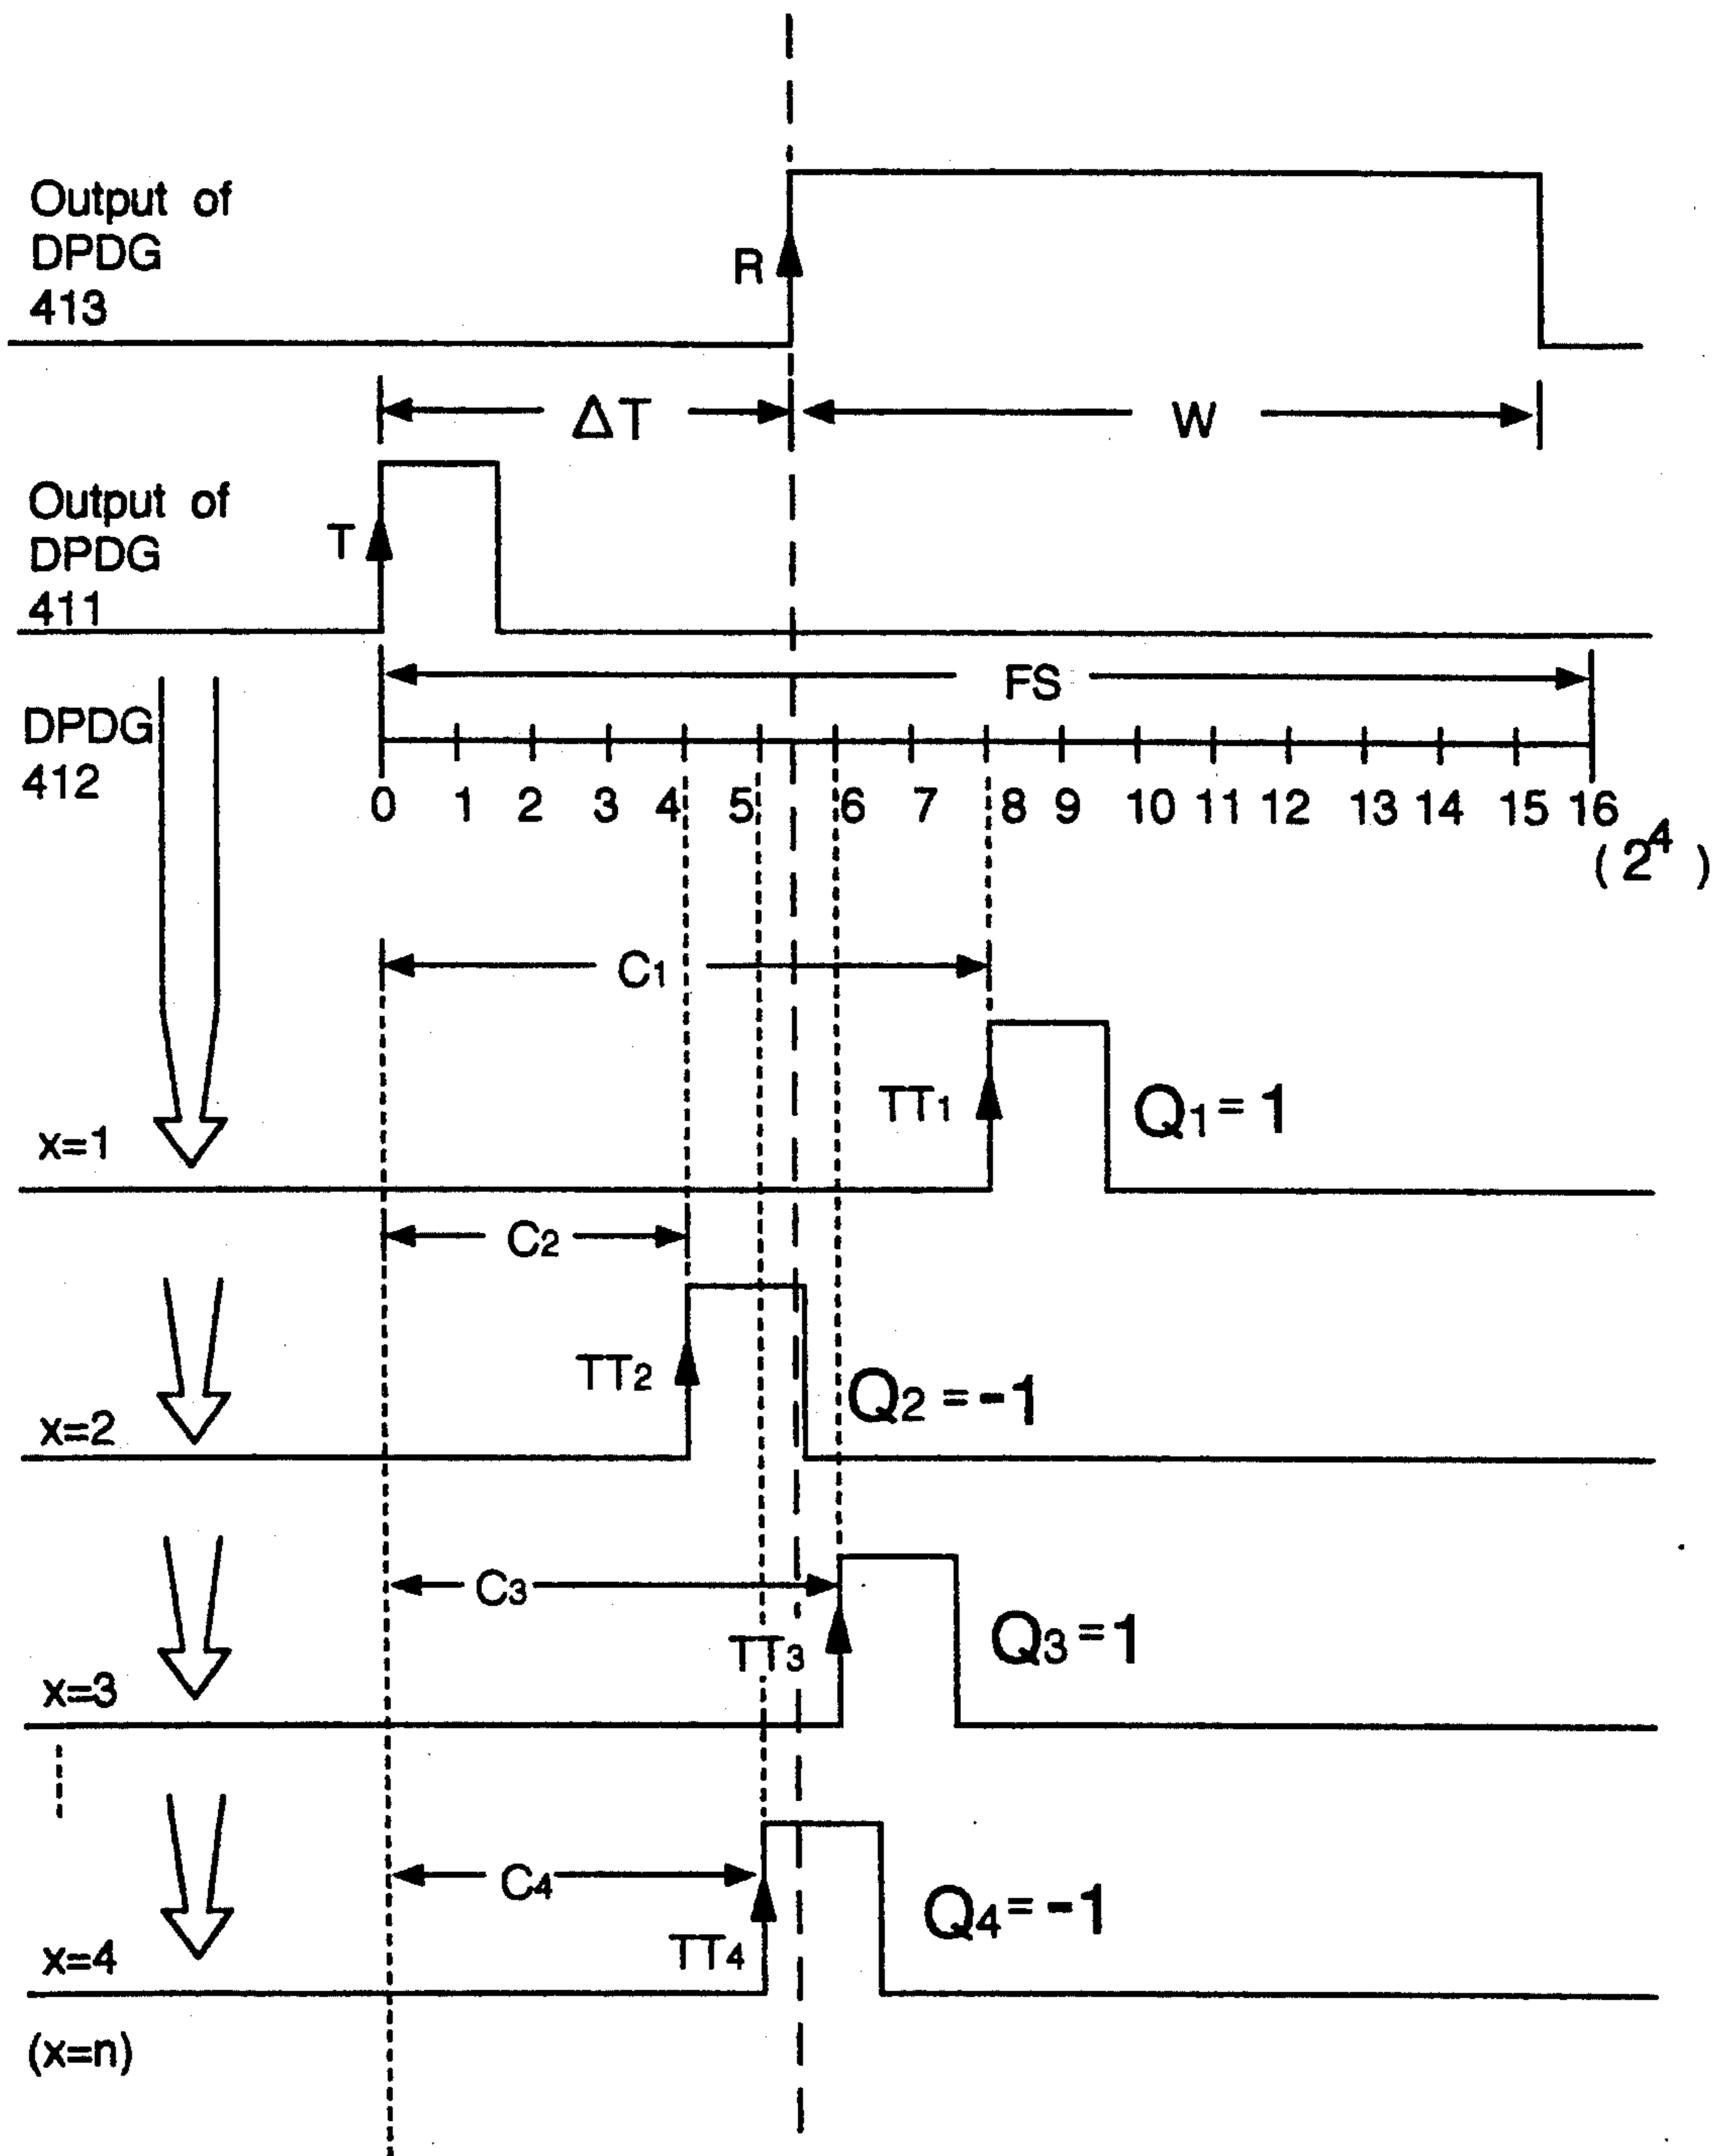 Output of
DPDG
413
R
ΔT
W
Output of
DPDG
411
T
FS
DPDG
412
0 1 2 3 4 5 6 7 8 9 10 11 12 13 14 15 16
(2⁴)
C1
TT1
Q1=1
x=1
C2
TT2
Q2=-1
x=2
C3
TT3
Q3=1
x=3
C4
Q4=-1
TT4
x=4
(x=n)